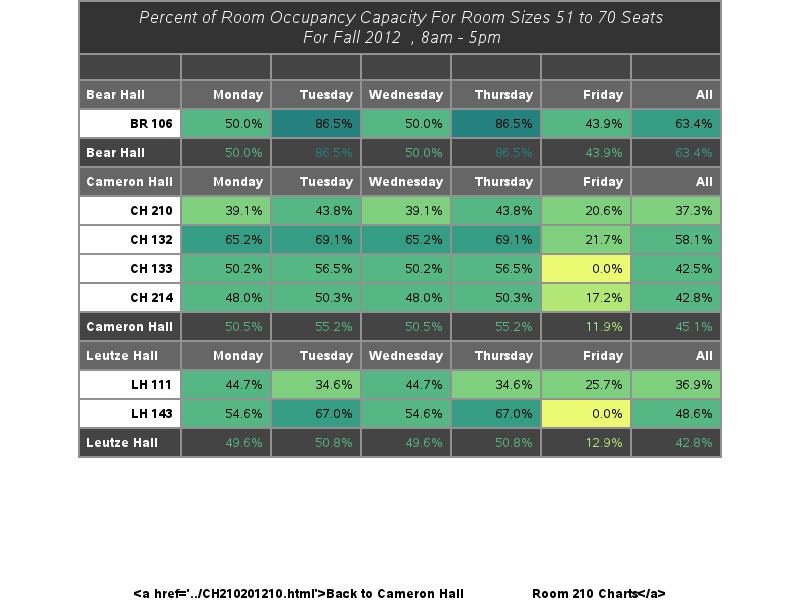 Percent of Room Occupancy Capacity For Room Sizes 51 to 70 Seats
For Fall 2012 , 8am - 5pm
Bear Hall Monday Tuesday Wednesday Thursday Friday All
BR 106 50.0% 86.5% 50.0% 86.5% 43.9% 63.4%
Bear Hall 50.0% 86.5% 50.0% 86.5% 43.9% 63.4%
Cameron Hall Monday Tuesday Wednesday Thursday Friday All
CH 210 39.1% 43.8% 39.1% 43.8% 20.6% 37.3%
CH 132 65.2% 69.1% 65.2% 69.1% 21.7% 58.1%
CH 133 50.2% 56.5% 50.2% 56.5% 0.0% 42.5%
CH 214 48.0% 50.3% 48.0% 50.3% 17.2% 42.8%
Cameron Hall 50.5% 55.2% 50.5% 55.2% 11.9% 45.1%
Leutze Hall Monday Tuesday Wednesday Thursday Friday All
LH 111 44.7% 34.6% 44.7% 34.6% 25.7% 36.9%
LH 143 54.6% 67.0% 54.6% 67.0% 0.0% 48.6%
Leutze Hall 49.6% 50.8% 49.6% 50.8% 12.9% 42.8%
<a href='../CH210201210.html'>Back to Cameron Hall Room 210 Charts</a>